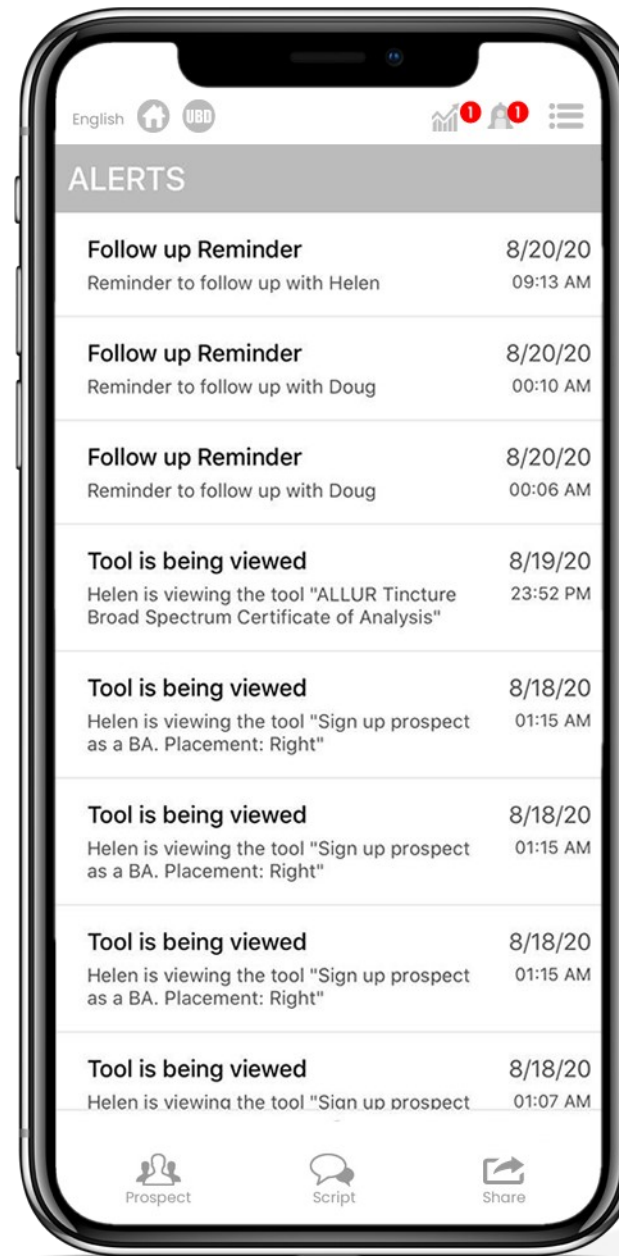 English UBD 1 1
ALERTS
Follow up Reminder 8/20/20
Reminder to follow up with Helen 09:13 AM
Follow up Reminder 8/20/20
Reminder to follow up with Doug 00:10 AM
Follow up Reminder 8/20/20
Reminder to follow up with Doug 00:06 AM
Tool is being viewed 8/19/20
Helen is viewing the tool "ALLUR Tincture 23:52 PM
Broad Spectrum Certificate of Analysis"
Tool is being viewed 8/18/20
Helen is viewing the tool "Sign up prospect 01:15 AM
as a BA. Placement: Right"
Tool is being viewed 8/18/20
Helen is viewing the tool "Sign up prospect 01:15 AM
as a BA. Placement: Right"
Tool is being viewed 8/18/20
Helen is viewing the tool "Sign up prospect 01:15 AM
as a BA. Placement: Right"
Tool is being viewed 8/18/20
Helen is viewing the tool "Sign up prospect 01:07 AM
Prospect Script Share